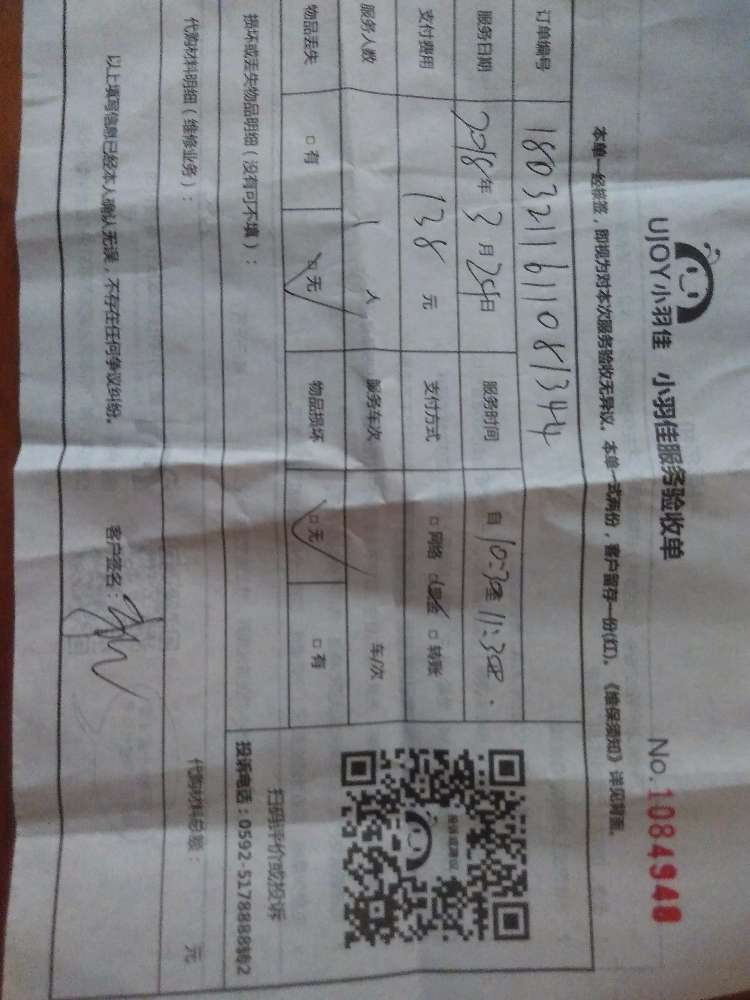 UJOY小羽佳 小羽佳服务验收单 No.1084948
本单一经签签，即视为对本次服务验收无异议。本单一式两份，客户留存一份(红)。《维保须知》详见背面。
订单编号 1803211611081344
服务日期 2018年3月24日 服务时间 自10:30至11:30
支付费用 138元 支付方式 □网络 □现金 □转账
服务人数 1人 服务车次 车/次
物品丢失 □有 □无 物品损坏 □无 □有
损坏或丢失物品明细（没有可不填）：
扫码评价或投诉
投诉电话：0592-5178888转2
代购材料明细（维修业务）： 代购材料总额： 元
以上填写信息已经本人确认无误，不存在任何争议纠纷。 客户签名：